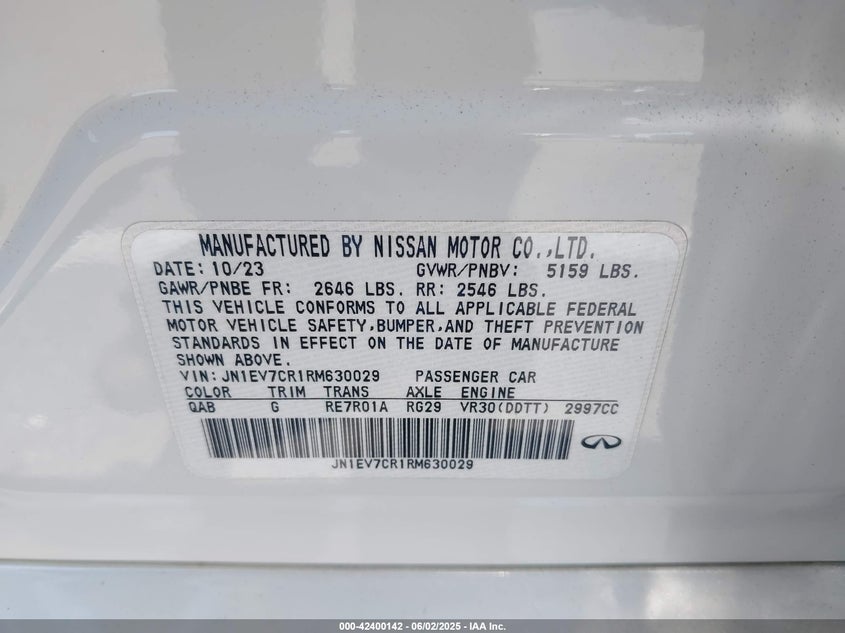 MANUFACTURED BY NISSAN MOTOR CO.,LTD.
DATE: 10/23 GVWR/PNBV: 5159 LBS.
GAWR/PNBE FR: 2646 LBS. RR: 2546 LBS.
THIS VEHICLE CONFORMS TO ALL APPLICABLE FEDERAL
MOTOR VEHICLE SAFETY,BUMPER,AND THEFT PREVENTION
STANDARDS IN EFFECT ON THE DATE OF MANUFACTURE
SHOWN ABOVE.
VIN: JN1EV7CR1RM630029 PASSENGER CAR
COLOR TRIM TRANS AXLE ENGINE
QAB G RE7R01A RG29 VR30(DDTT) 2997CC
JN1EV7CR1RM630029
000-42400142 - 06/02/2025 - IAA Inc.